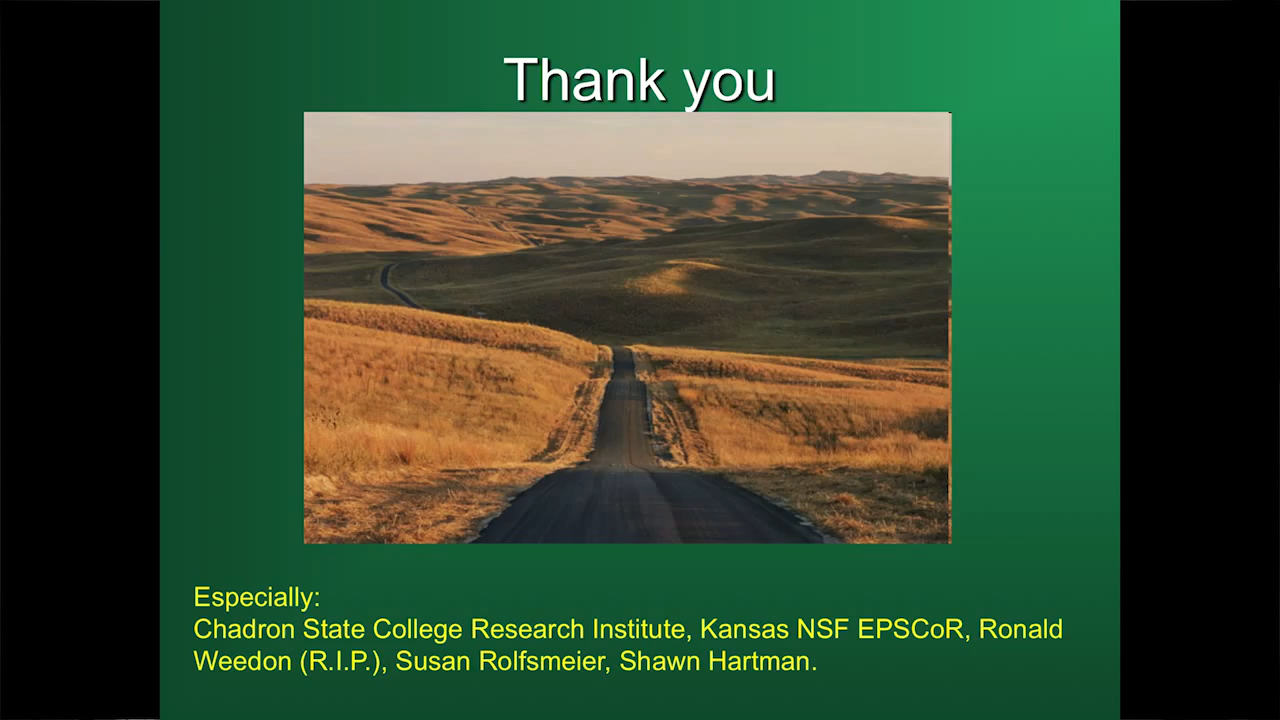 Thank you
Especially:
Chadron State College Research Institute, Kansas NSF EPSCoR, Ronald
Weedon (R.I.P.), Susan Rolfsmeier, Shawn Hartman.